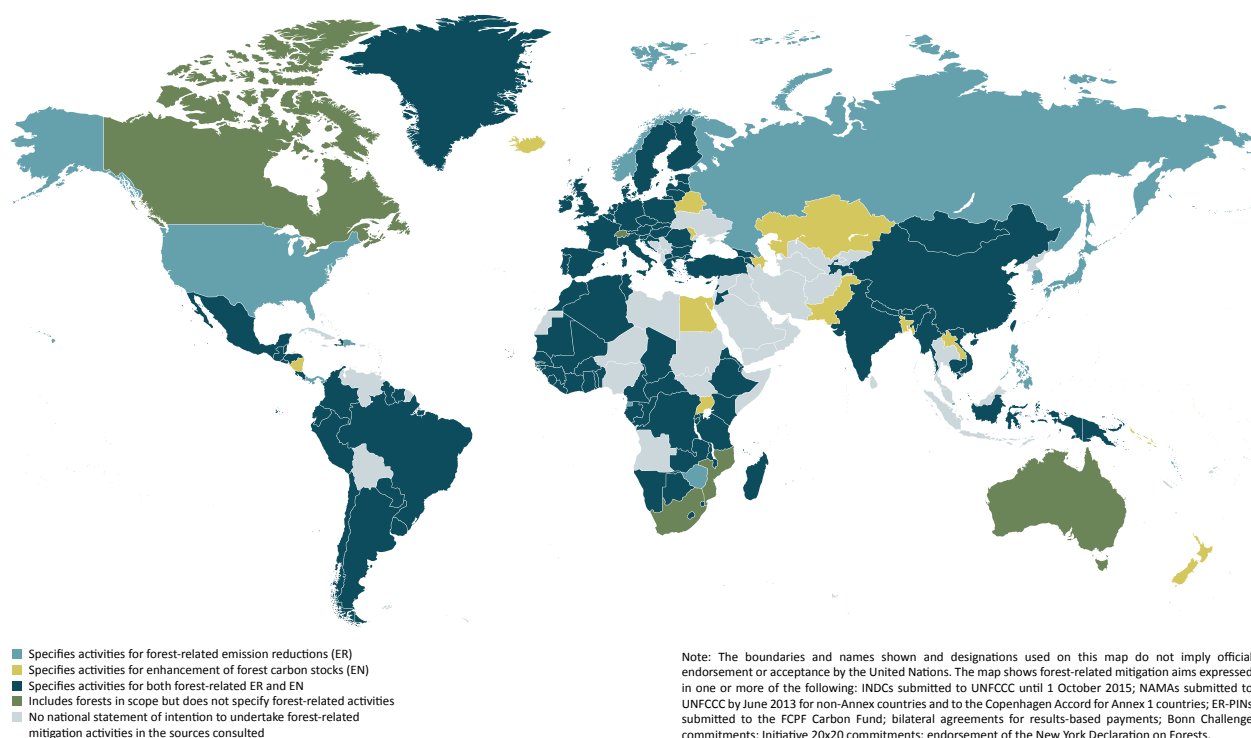 Specifies activities for forest-related emission reductions (ER)
Specifies activities for enhancement of forest carbon stocks (EN)
Specifies activities for both forest-related ER and EN
Includes forests in scope but does not specify forest-related activities
No national statement of intention to undertake forest-related
mitigation activities in the sources consulted
Note: The boundaries and names shown and designations used on this map do not imply official
endorsement or acceptance by the United Nations. The map shows forest-related mitigation aims expressed
in one or more of the following: INDCs submitted to UNFCCC until 1 October 2015; NAMAs submitted to
UNFCCC by June 2013 for non-Annex countries and to the Copenhagen Accord for Annex 1 countries; ER-PINs
submitted to the FCPF Carbon Fund; bilateral agreements for results-based payments; Bonn Challenge
commitments; Initiative 20x20 commitments; endorsement of the New York Declaration on Forests.